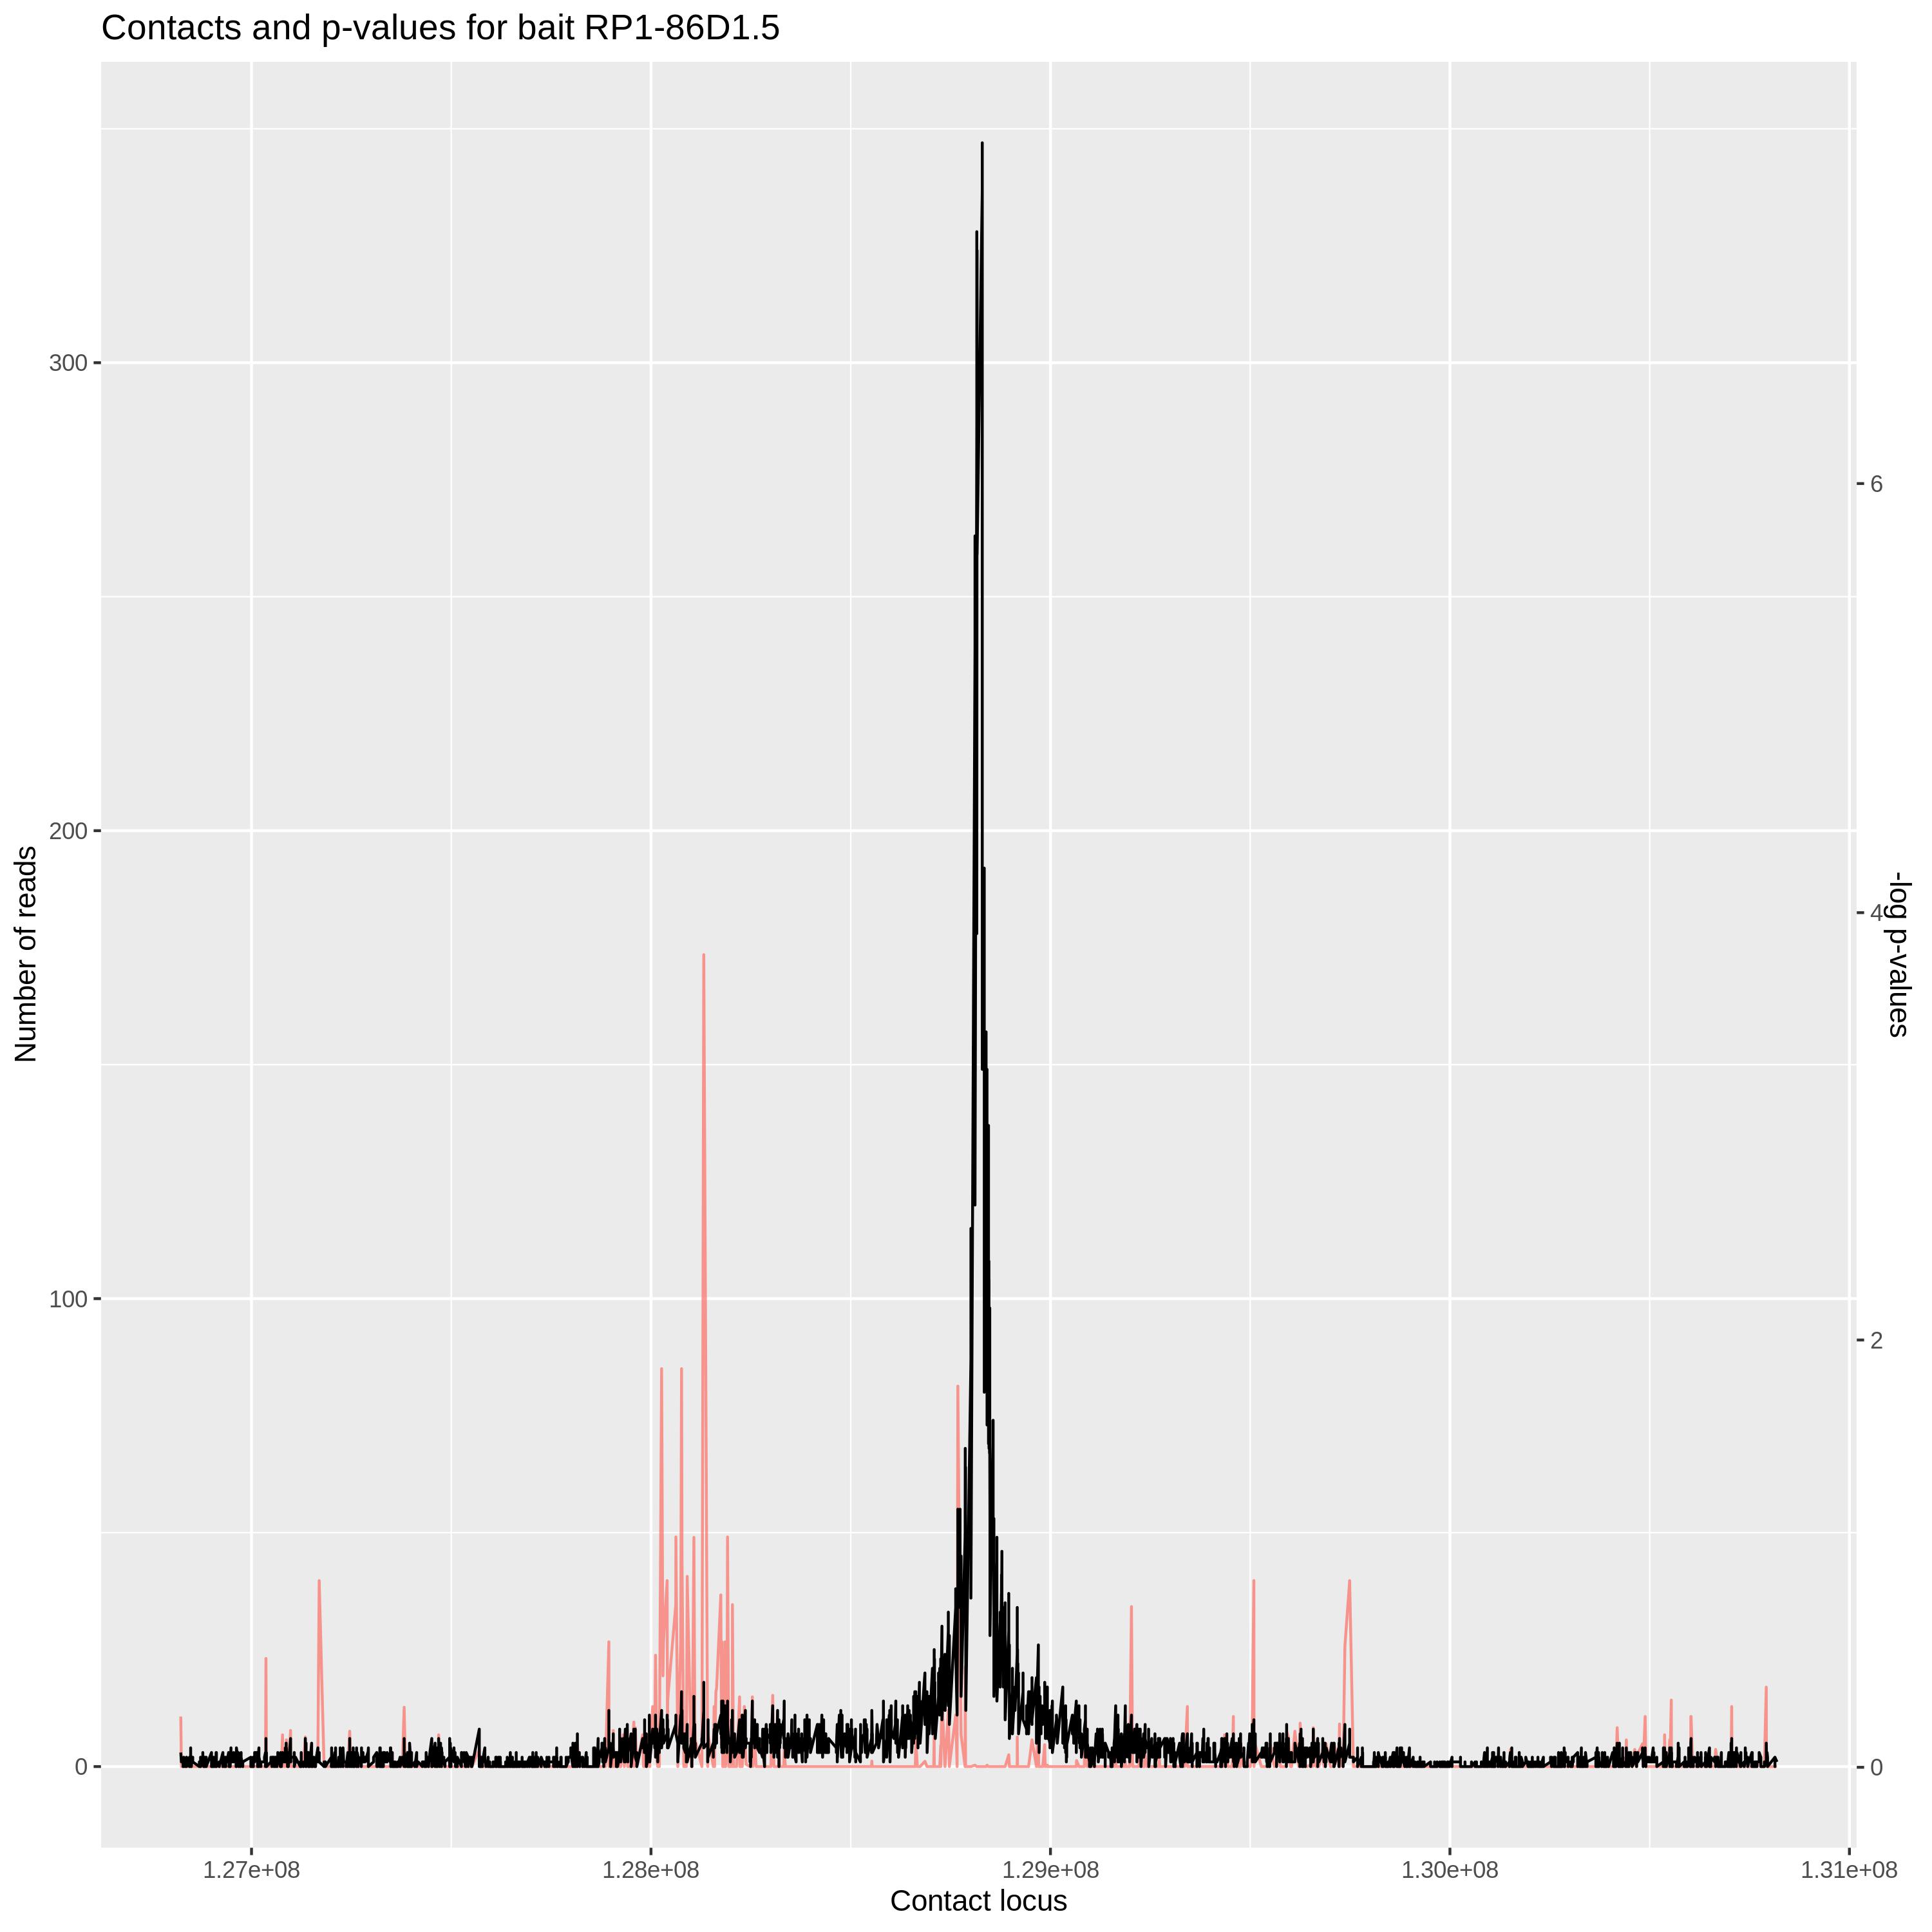 Contacts and p-values for bait RP1-86D1.5
300
200
100
0
Number of reads
6
4
2
0
-log p-values
1.27e+08
1.28e+08
1.29e+08
1.30e+08
1.31e+08
Contact locus